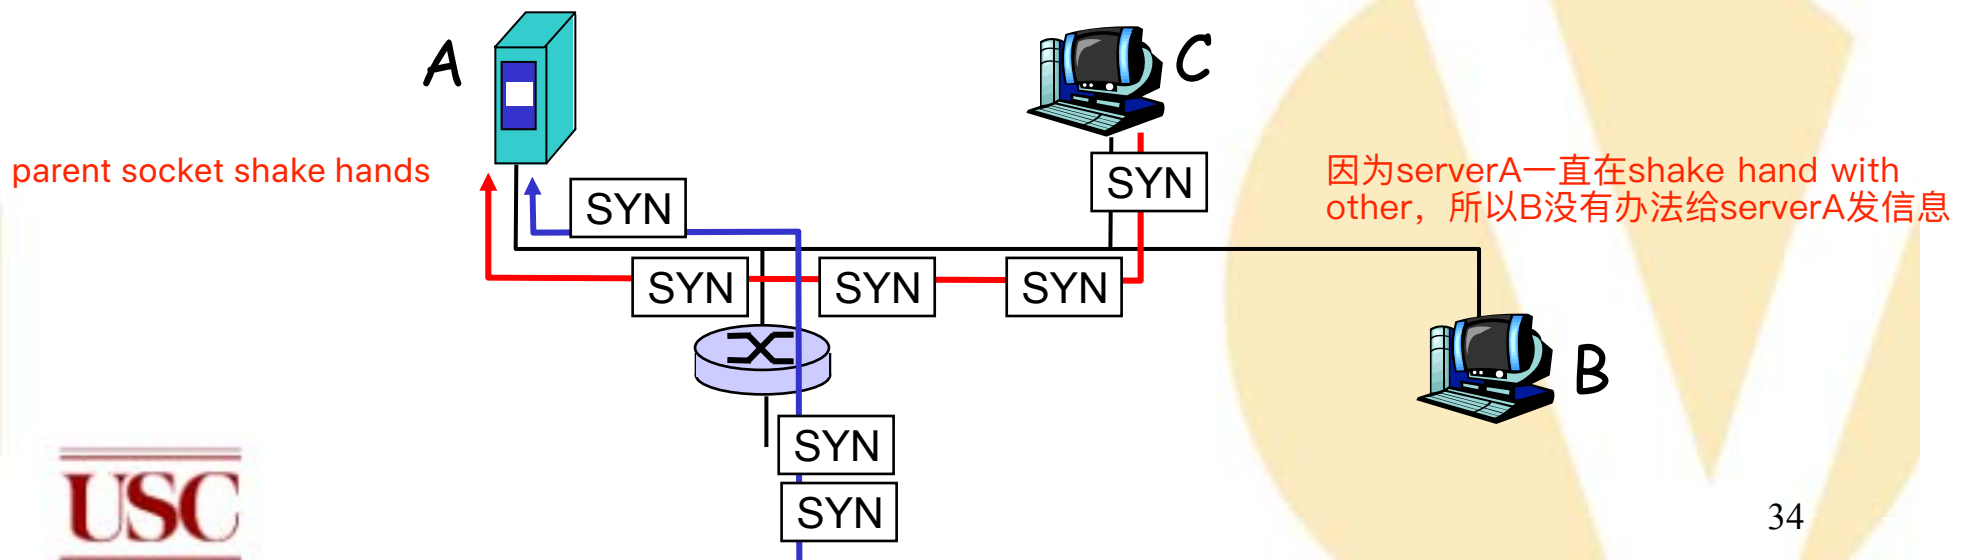 A
C
parent socket shake hands
因为serverA一直在shake hand with
other，所以B没有办法给serverA发信息
SYN
SYN
SYN
SYN
SYN
B
SYN
SYN
USC
34